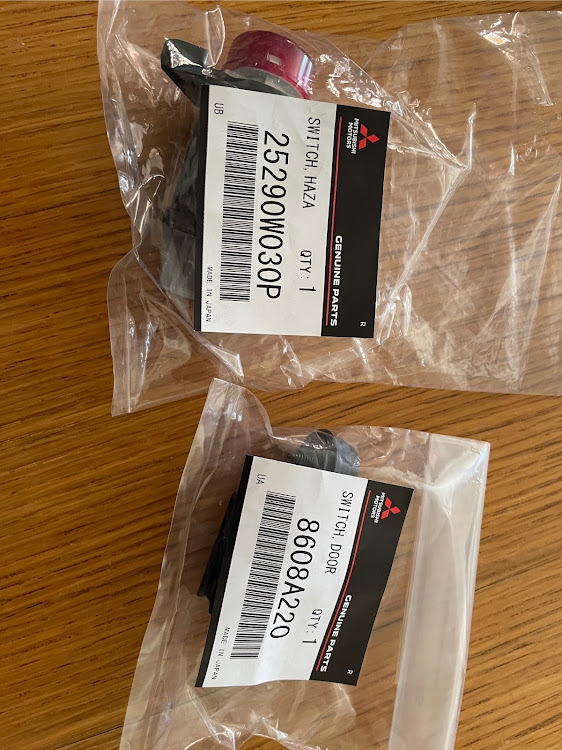 MITSUBISHI
MOTORS
GENUINE PARTS
R
SWITCH, HAZA
QTY: 1
25290W030P
UB
MADE IN JAPAN
MITSUBISHI
MOTORS
GENUINE PARTS
R
SWITCH, DOOR
QTY: 1
8608A220
UA
MADE IN JAPAN